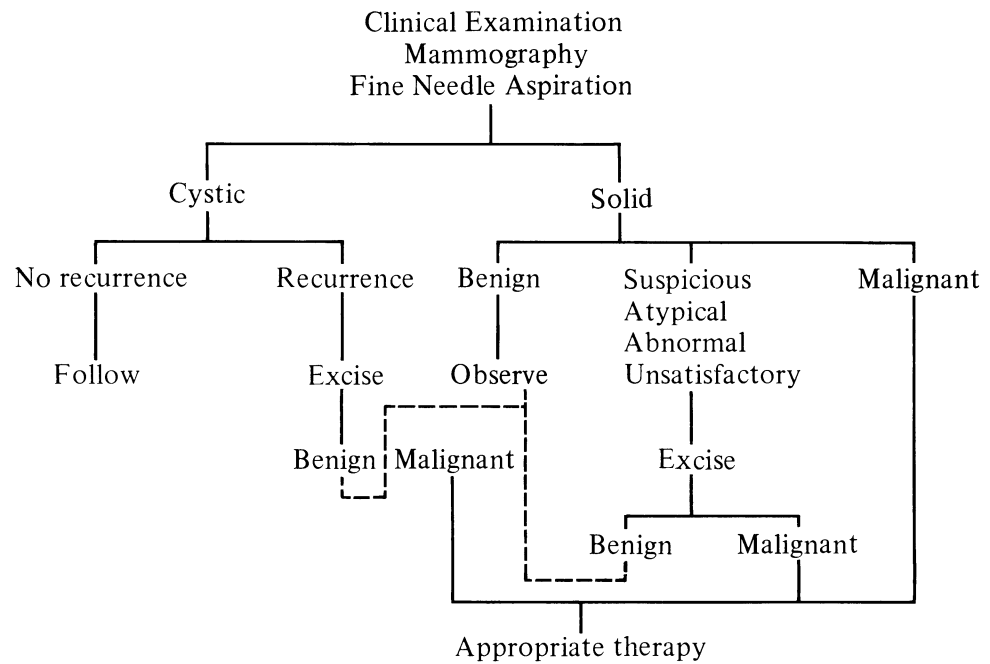 Clinical Examination
Mammography
Fine Needle Aspiration
Cystic
Solid
No recurrence
Recurrence
Benign
Suspicious
Atypical
Abnormal
Unsatisfactory
Malignant
Follow
Excise
Observe
Benign
Malignant
Excise
Benign
Malignant
Appropriate therapy